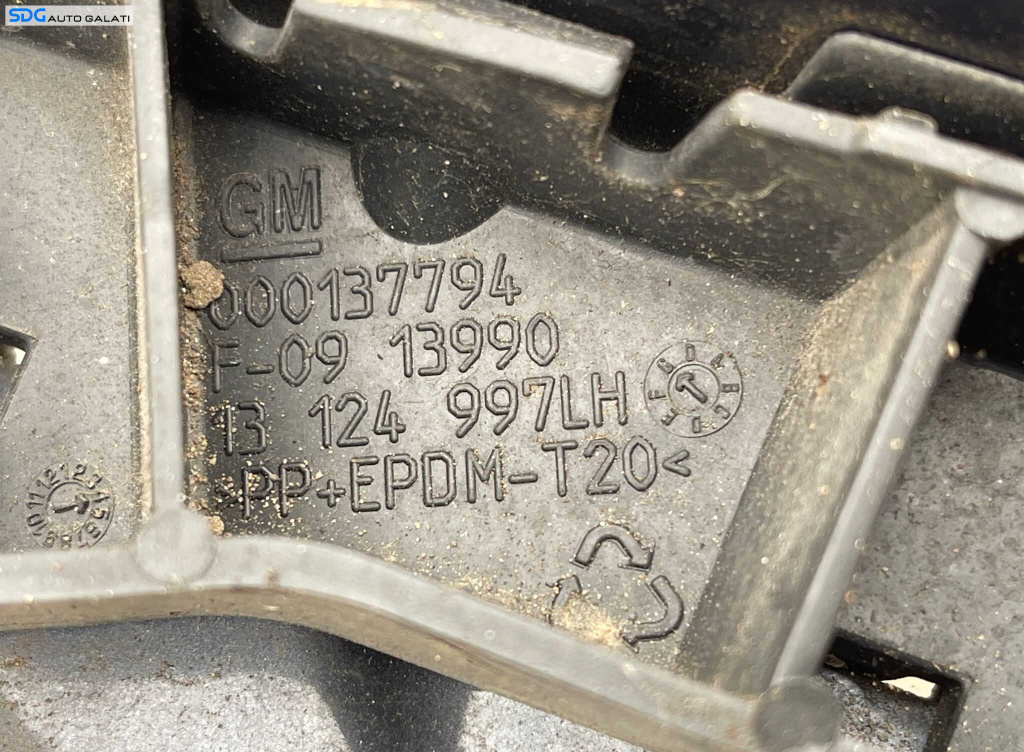 SDG AUTO GALATI
GM
000137794
F-09 13990
13 124 997LH
>PP+EPDM-T20<